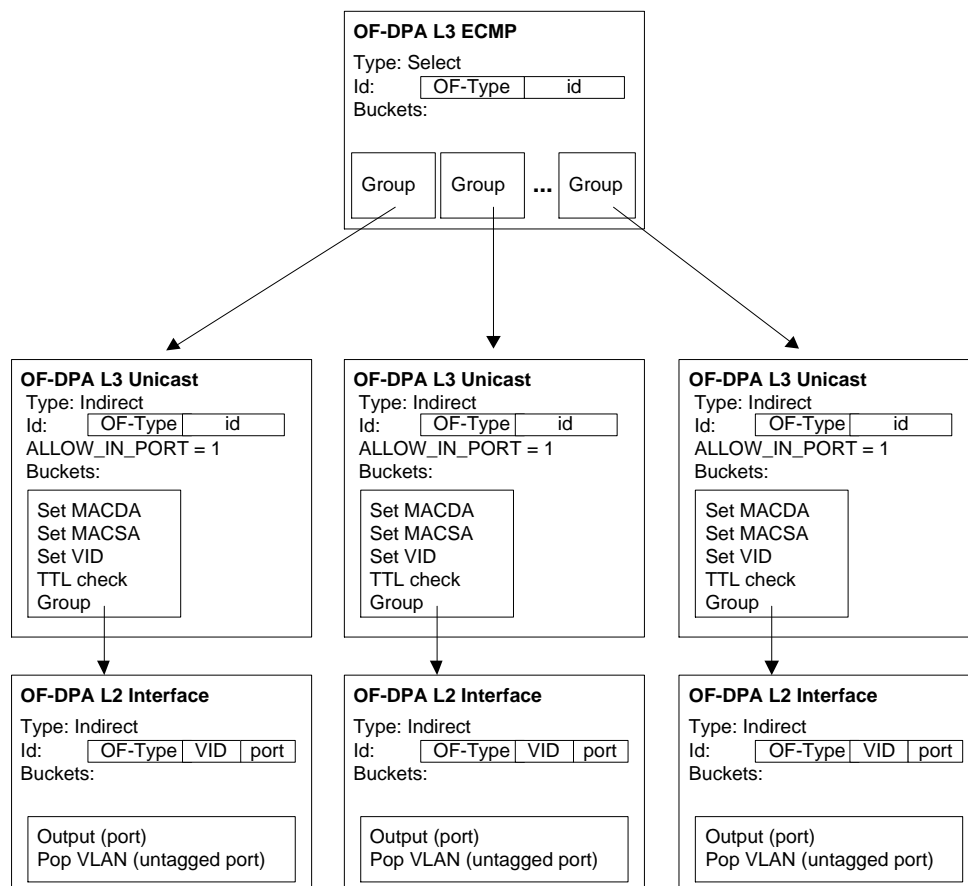 OF-DPA L3 ECMP
Type: Select
Id: OF-Type id
Buckets:
Group Group ... Group
OF-DPA L3 Unicast
Type: Indirect
Id: OF-Type id
ALLOW_IN_PORT = 1
Buckets:
Set MACDA
Set MACSA
Set VID
TTL check
Group
OF-DPA L3 Unicast
Type: Indirect
Id: OF-Type id
ALLOW_IN_PORT = 1
Buckets:
Set MACDA
Set MACSA
Set VID
TTL check
Group
OF-DPA L3 Unicast
Type: Indirect
Id: OF-Type id
ALLOW_IN_PORT = 1
Buckets:
Set MACDA
Set MACSA
Set VID
TTL check
Group
OF-DPA L2 Interface
Type: Indirect
Id: OF-Type VID port
Buckets:
Output (port)
Pop VLAN (untagged port)
OF-DPA L2 Interface
Type: Indirect
Id: OF-Type VID port
Buckets:
Output (port)
Pop VLAN (untagged port)
OF-DPA L2 Interface
Type: Indirect
Id: OF-Type VID port
Buckets:
Output (port)
Pop VLAN (untagged port)